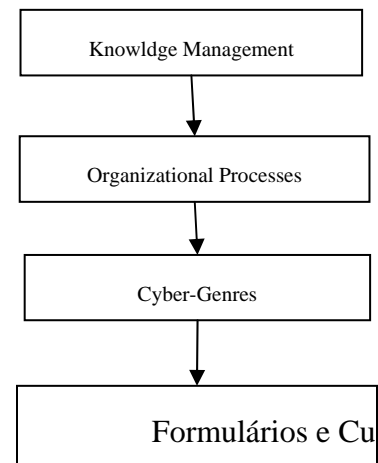 Knowldge Management
Organizational Processes
Cyber-Genres
Formulários e Cu